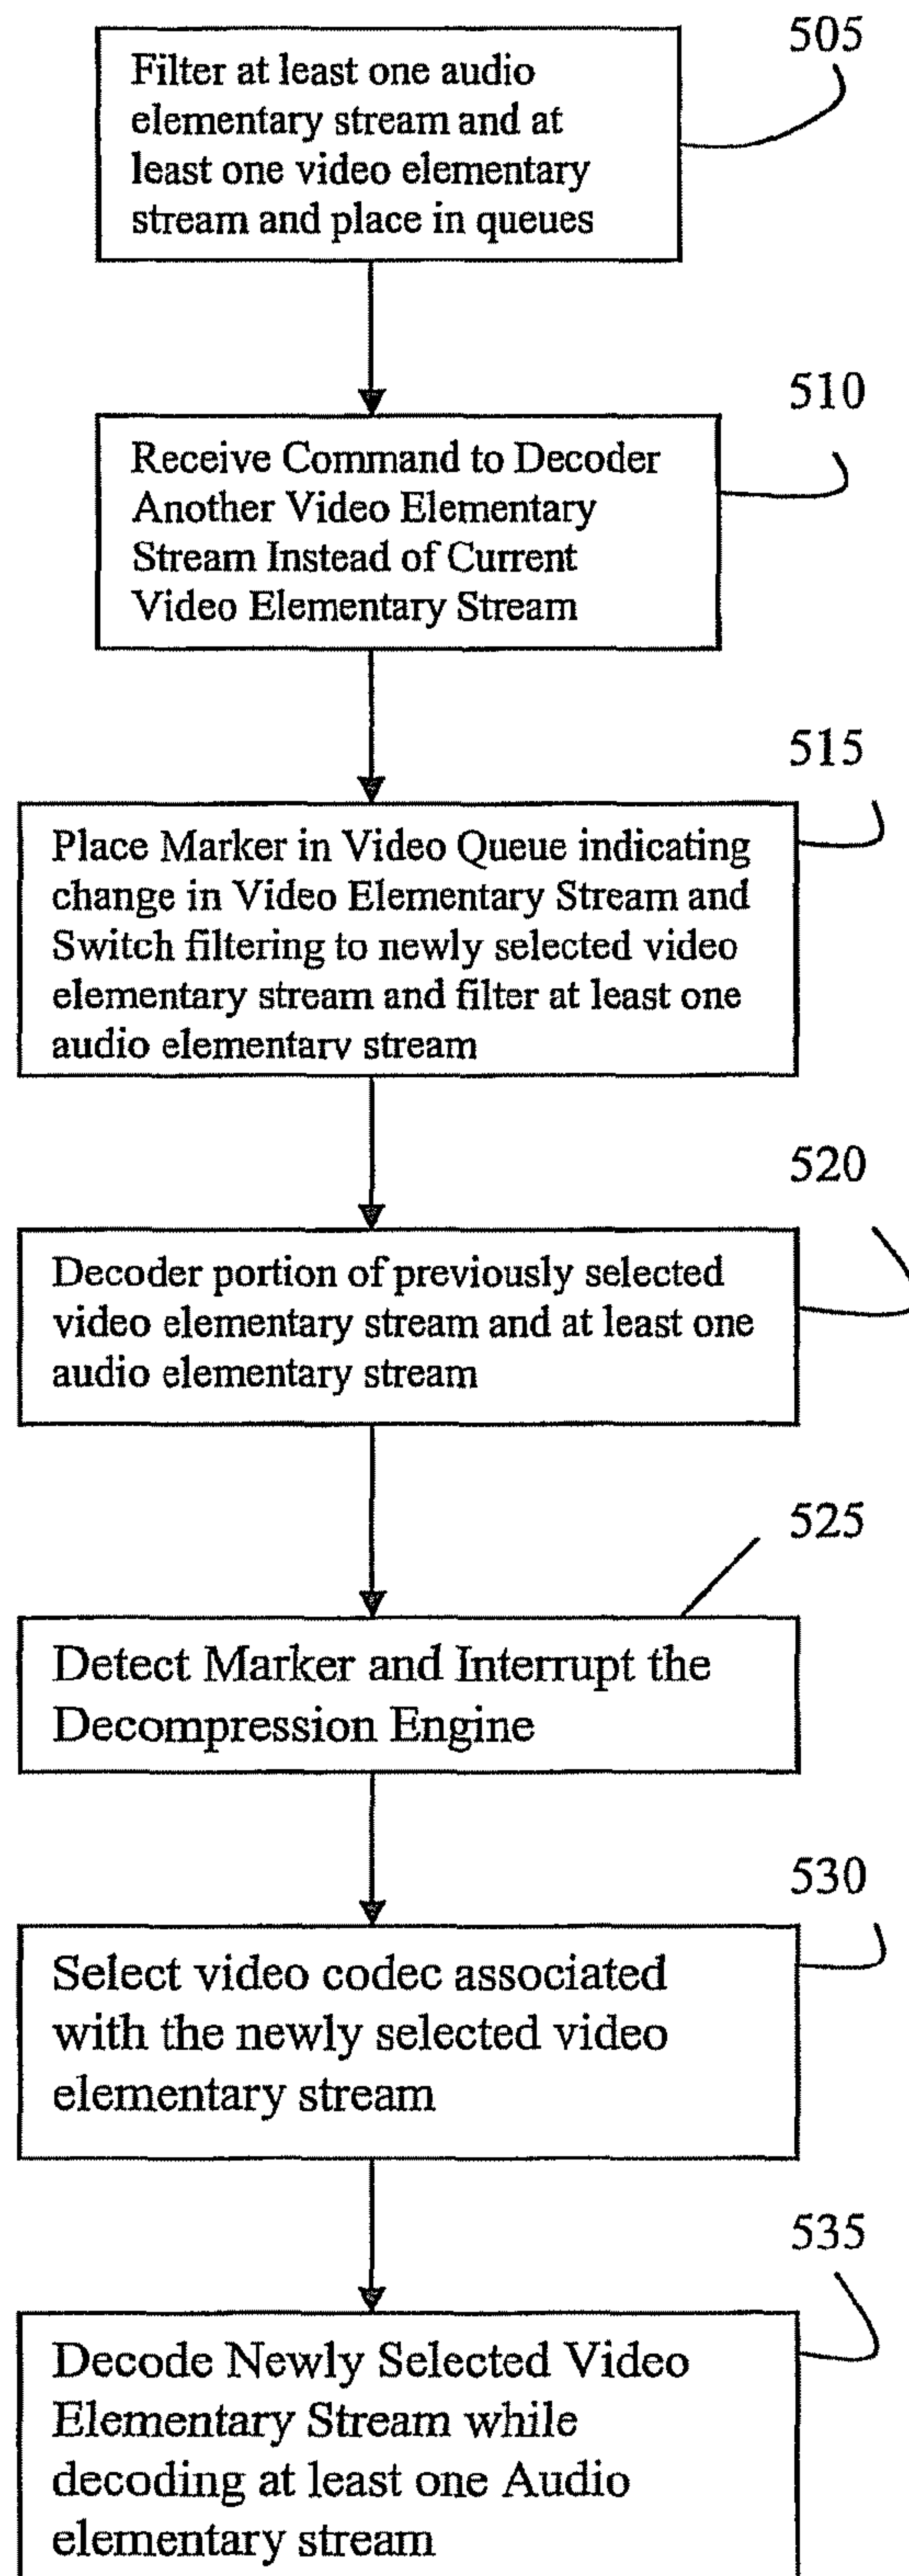 505
Filter at least one audio
elementary stream and at
least one video elementary
stream and place in queues
510
Receive Command to Decoder
Another Video Elementary
Stream Instead of Current
Video Elementary Stream
515
Place Marker in Video Queue indicating
change in Video Elementary Stream and
Switch filtering to newly selected video
elementary stream and filter at least one
audio elementary stream
520
Decoder portion of previously selected
video elementary stream and at least one
audio elementary stream
525
Detect Marker and Interrupt the
Decompression Engine
530
Select video codec associated
with the newly selected video
elementary stream
535
Decode Newly Selected Video
Elementary Stream while
decoding at least one Audio
elementary stream